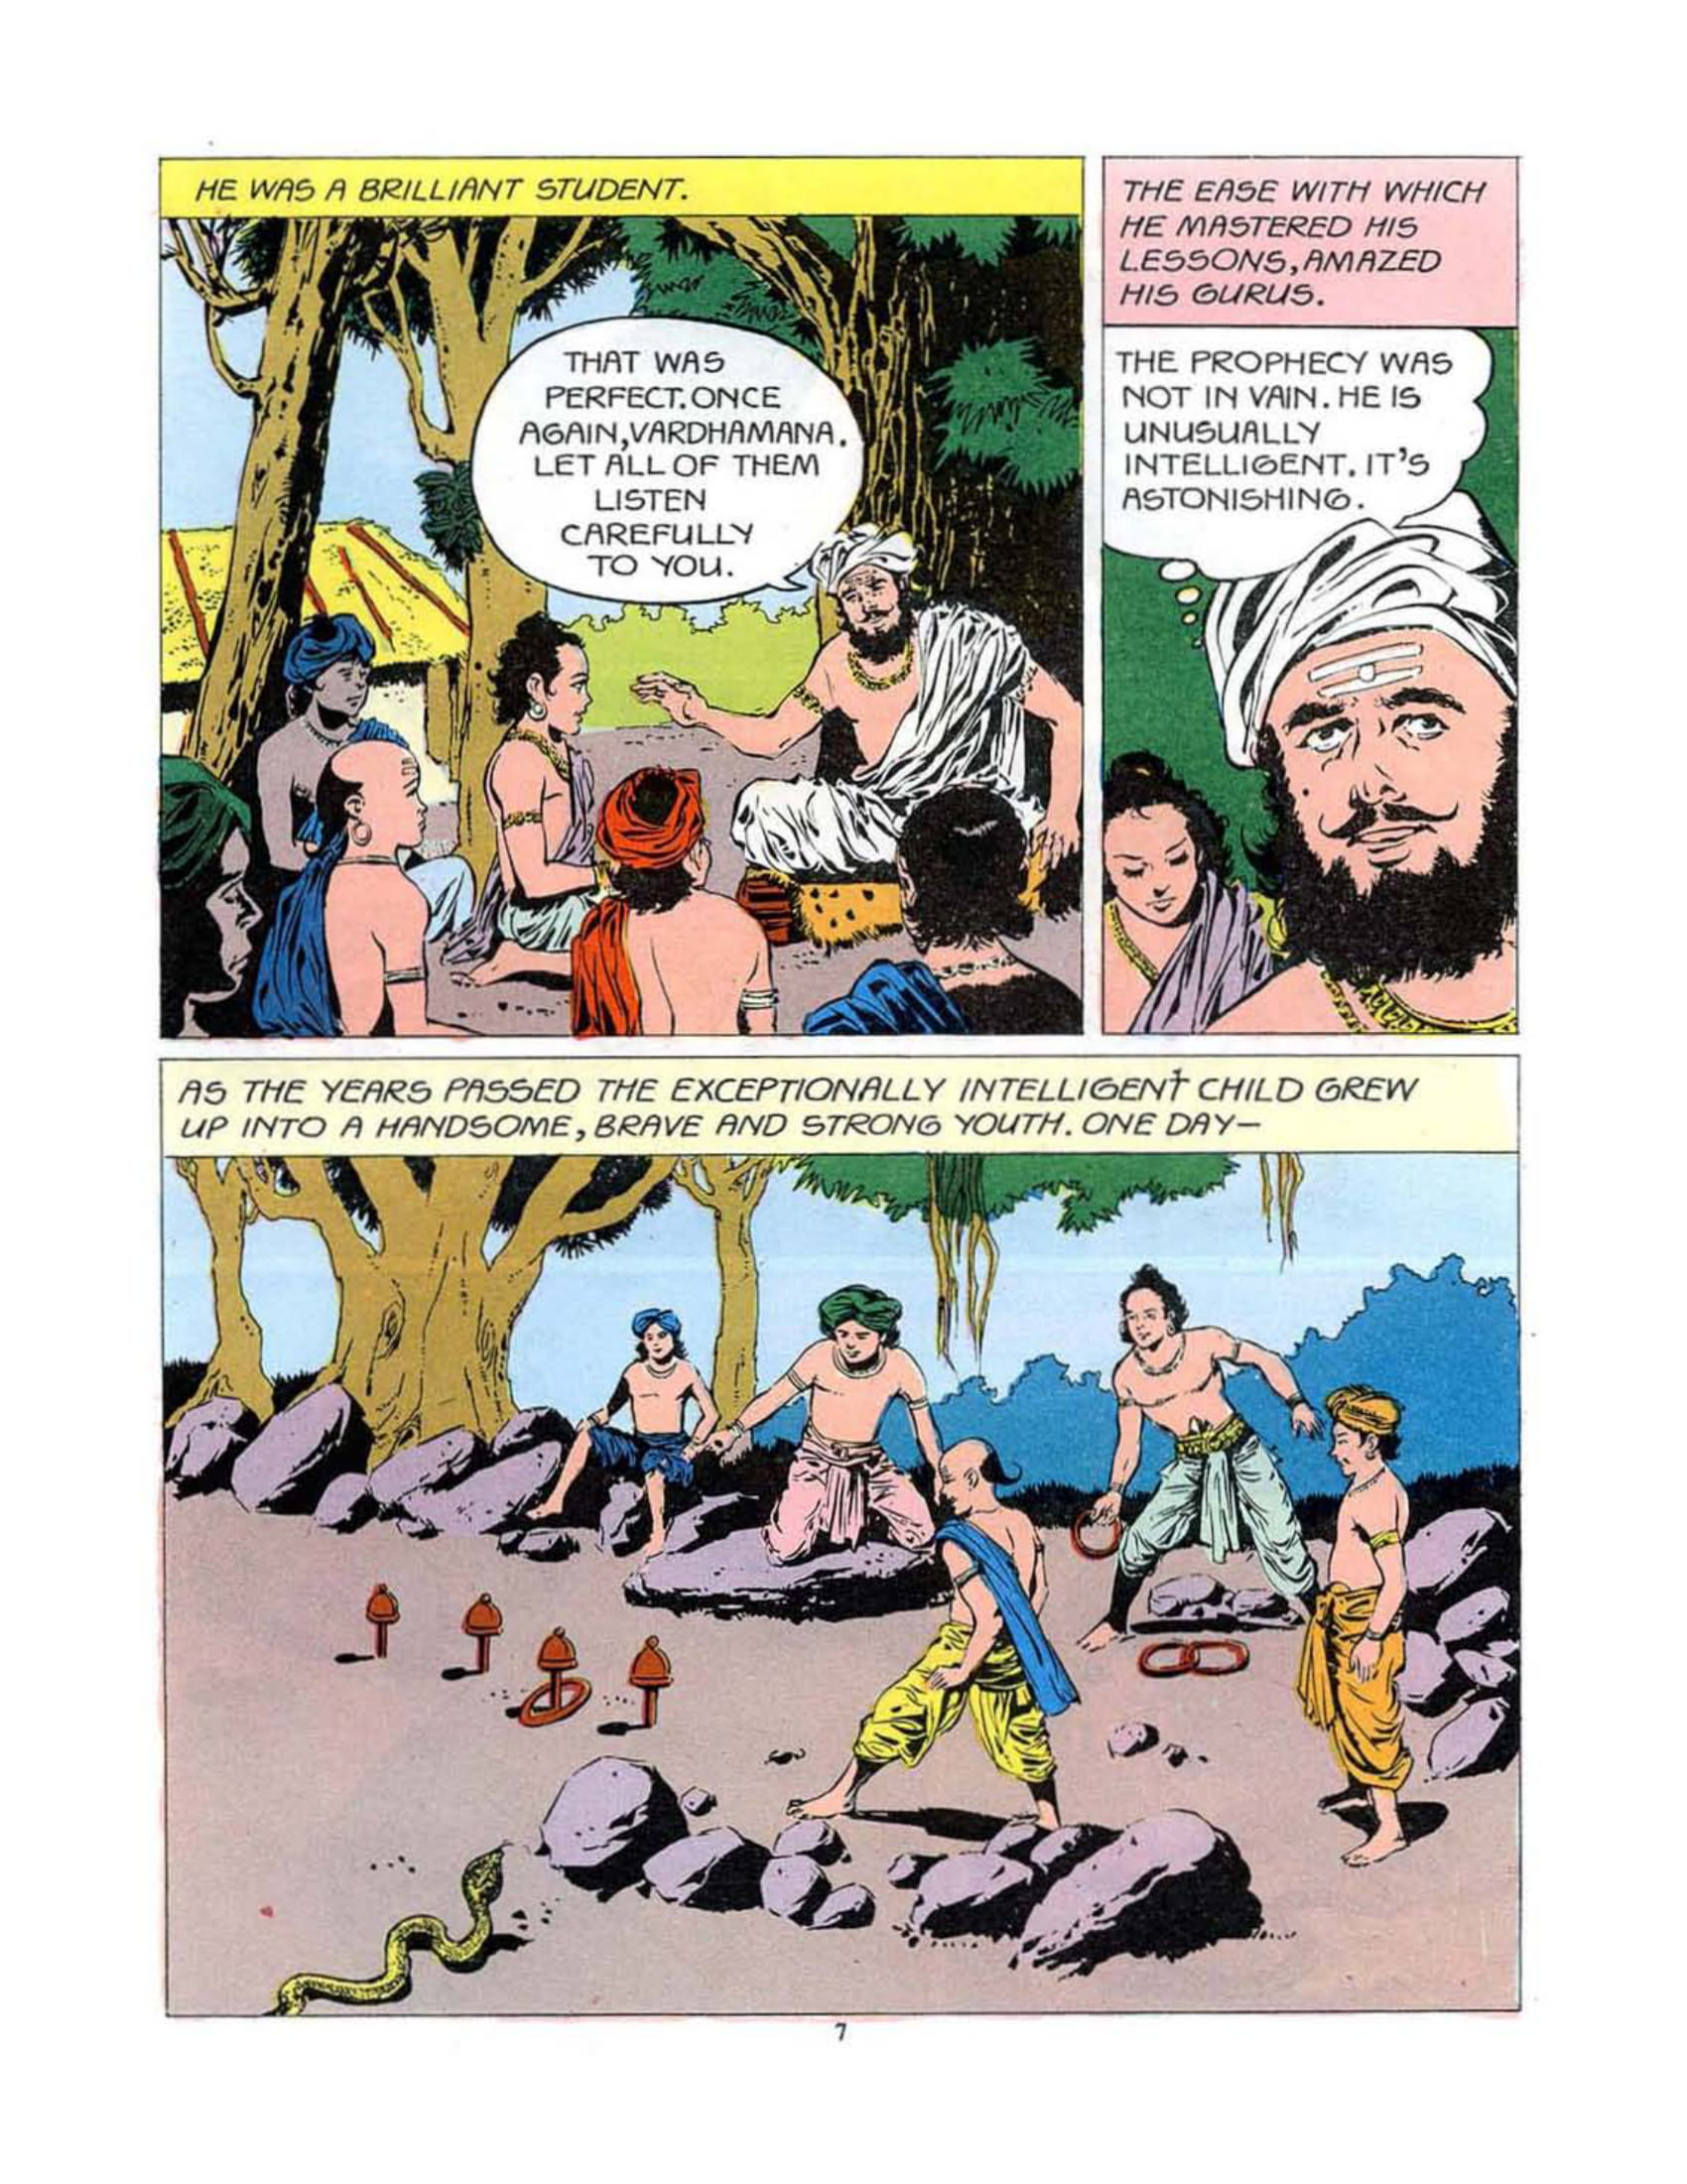 HE WAS A BRILLIANT STUDENT.
THAT WAS
PERFECT. ONCE
AGAIN, VARDHAMANA.
LET ALL OF THEM
LISTEN
CAREFULLY
TO YOU.
THE EASE WITH WHICH
HE MASTERED HIS
LESSONS, AMAZED
HIS GURUS.
THE PROPHECY WAS
NOT IN VAIN. HE IS
UNUSUALLY
INTELLIGENT. IT'S
ASTONISHING.
AS THE YEARS PASSED THE EXCEPTIONALLY INTELLIGENT CHILD GREW
UP INTO A HANDSOME, BRAVE AND STRONG YOUTH. ONE DAY—
7